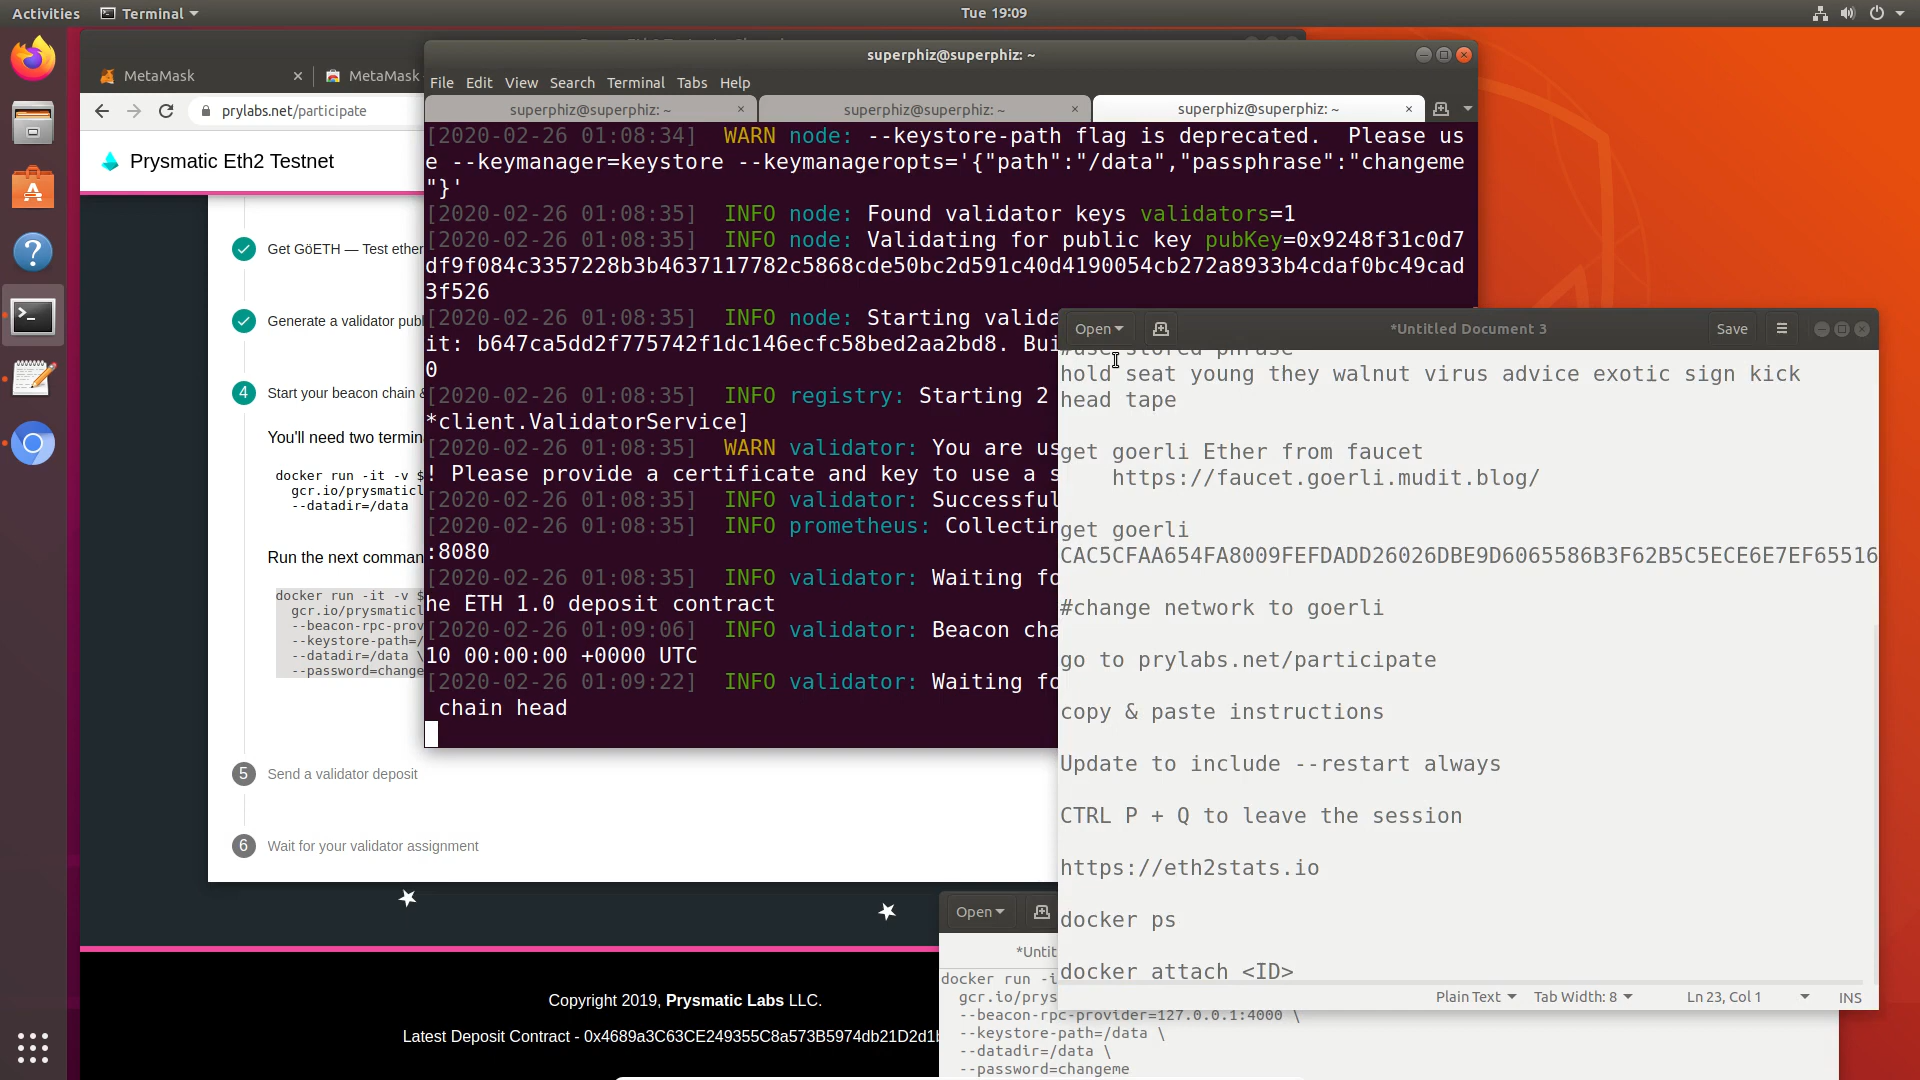 Activities
Terminal
Tue 19:09
MetaMask
MetaMask
prylabs.net/participate
Prysmatic Eth2 Testnet
Get GöETH — Test ether
Generate a validator publ
4
Start your beacon chain &
You'll need two termin
docker run -it -v $
gcr.io/prysmaticl
--datadir=/data
Run the next comman
docker run -it -v $
gcr.io/prysmaticl
--beacon-rpc-prov
--keystore-path=/
--datadir=/data \
--password=change
5
Send a validator deposit
6
Wait for your validator assignment
Copyright 2019, Prysmatic Labs LLC.
Latest Deposit Contract - 0x4689a3C63CE249355C8a573B5974db21D2d1b
superphiz@superphiz: ~
File Edit View Search Terminal Tabs Help
superphiz@superphiz: ~
superphiz@superphiz: ~
superphiz@superphiz: ~
[2020-02-26 01:08:34]  WARN node: --keystore-path flag is deprecated.  Please us
e --keymanager=keystore --keymanageropts='{"path":"/data","passphrase":"changeme
"}'
[2020-02-26 01:08:35]  INFO node: Found validator keys validators=1
[2020-02-26 01:08:35]  INFO node: Validating for public key pubKey=0x9248f31c0d7
df9f084c3357228b3b4637117782c5868cde50bc2d591c40d4190054cb272a8933b4cdaf0bc49cad
3f526
[2020-02-26 01:08:35]  INFO node: Starting valida
it: b647ca5dd2f775742f1dc146ecfc58bed2aa2bd8. Bui
0
[2020-02-26 01:08:35]  INFO registry: Starting 2
*client.ValidatorService]
[2020-02-26 01:08:35]  WARN validator: You are us
! Please provide a certificate and key to use a s
[2020-02-26 01:08:35]  INFO validator: Successful
[2020-02-26 01:08:35]  INFO prometheus: Collectin
:8080
[2020-02-26 01:08:35]  INFO validator: Waiting fo
he ETH 1.0 deposit contract
[2020-02-26 01:09:06]  INFO validator: Beacon cha
10 00:00:00 +0000 UTC
[2020-02-26 01:09:22]  INFO validator: Waiting fo
 chain head
Open
*Untitled Document 3
Save
#use stored phrase
hold seat young they walnut virus advice exotic sign kick
head tape
get goerli Ether from faucet
https://faucet.goerli.mudit.blog/
get goerli
CAC5CFAA654FA8009FEFDADD26026DBE9D6065586B3F62B5C5ECE6E7EF65516
#change network to goerli
go to prylabs.net/participate
copy & paste instructions
Update to include --restart always
CTRL P + Q to leave the session
https://eth2stats.io
docker ps
docker attach <ID>
Plain Text
Tab Width: 8
Ln 23, Col 1
INS
Open
*Untit
docker run -i
gcr.io/prys
--beacon-rpc-provider=127.0.0.1:4000 \
--keystore-path=/data \
--datadir=/data \
--password=changeme